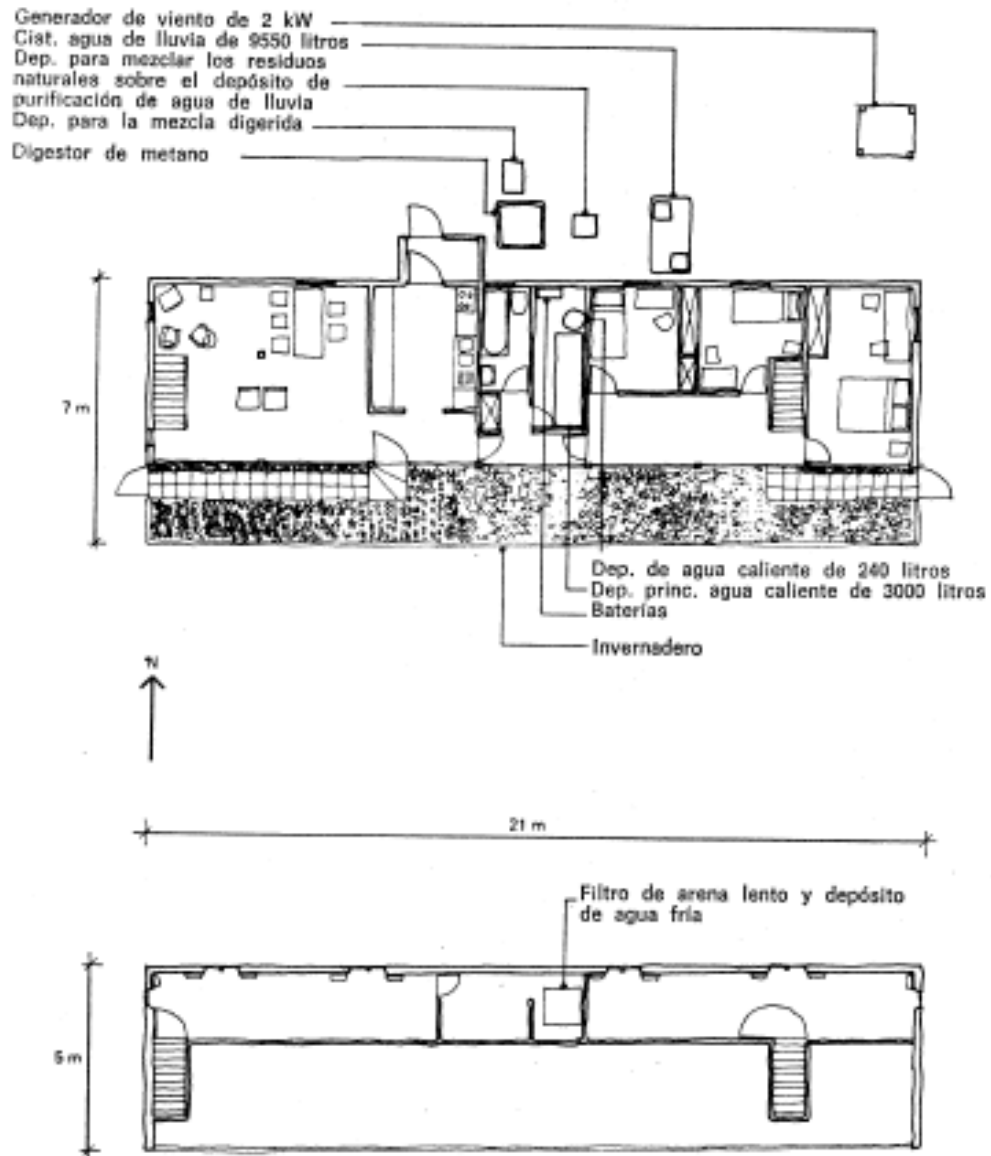 Generador de viento de 2 kW
Cist. agua de lluvia de 9550 litros
Dep. para mezclar los residuos
naturales sobre el depósito de
purificación de agua de lluvia
Dep. para la mezcla digerida
Digestor de metano
7 m
Dep. de agua caliente de 240 litros
Dep. princ. agua caliente de 3000 litros
Baterías
Invernadero
N
21 m
Filtro de arena lento y depósito
de agua fría
5 m